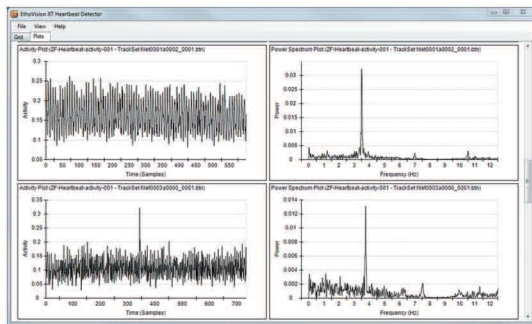 EthoVision XT Heartbeat Detector
File View Help
Grid Plots
Activity Plot (ZF-Heartbeat-activity-001 - TrackSetfilet0001a0002_0001.btn)
0.3
0.25
0.2
0.15
0.1
0.05
Activity
0 50 100 150 200 250 300 350 400 450 500 550
Time (Samples)
Power Spectrum Plot (ZF-Heartbeat-activity-001 - TrackSetfilet0001a0002_0001.btn)
0.03
0.025
0.02
0.015
0.01
0.005
0
Power
0 1 2 3 4 5 6 7 8 9 10 11 12
Frequency (Hz)
Activity Plot (ZF-Heartbeat-activity-001 - TrackSetfilet0003a0000_0001.btn)
0.35
0.3
0.25
0.2
0.15
0.1
0.05
0
Activity
0 100 200 300 400 500 600 700
Time (Samples)
Power Spectrum Plot (ZF-Heartbeat-activity-001 - TrackSetfilet0003a0000_0001.btn)
0.014
0.012
0.01
0.008
0.006
0.004
0.002
0
Power
0 1 2 3 4 5 6 7 8 9 10 11 12
Frequency (Hz)